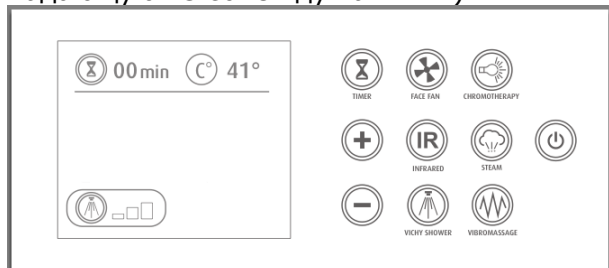 00min C° 41°
TIMER FACE FAN CHROMOTHERAPY
IR
INFRARED STEAM
VICHY SHOWER VIBROMASSAGE